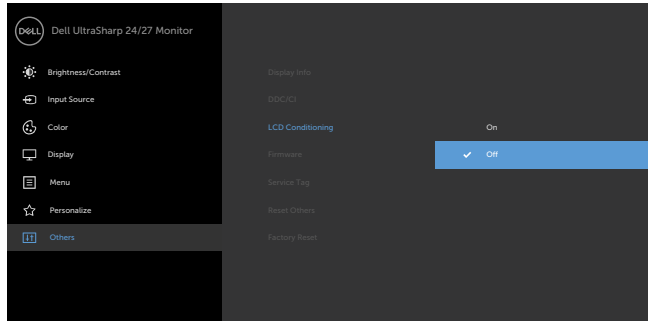 DELL
Dell UltraSharp 24/27 Monitor
Brightness/Contrast
Display Info
Input Source
DDC/CI
Color
LCD Conditioning
On
Display
Firmware
Off
Menu
Service Tag
Personalize
Reset Others
Others
Factory Reset